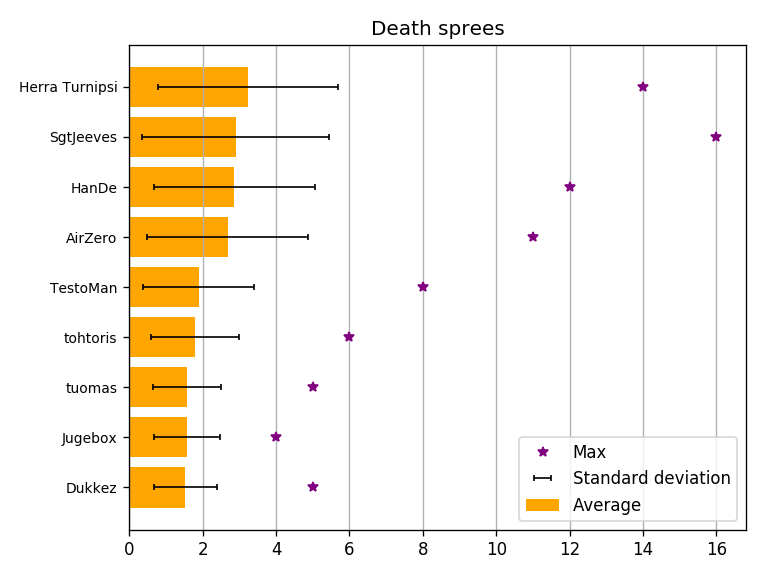 Death sprees
Herra Turnipsi
SgtJeeves
HanDe
AirZero
TestoMan
tohtoris
tuomas
Jugebox
Dukkez
Max
Standard deviation
Average
0 2 4 6 8 10 12 14 16